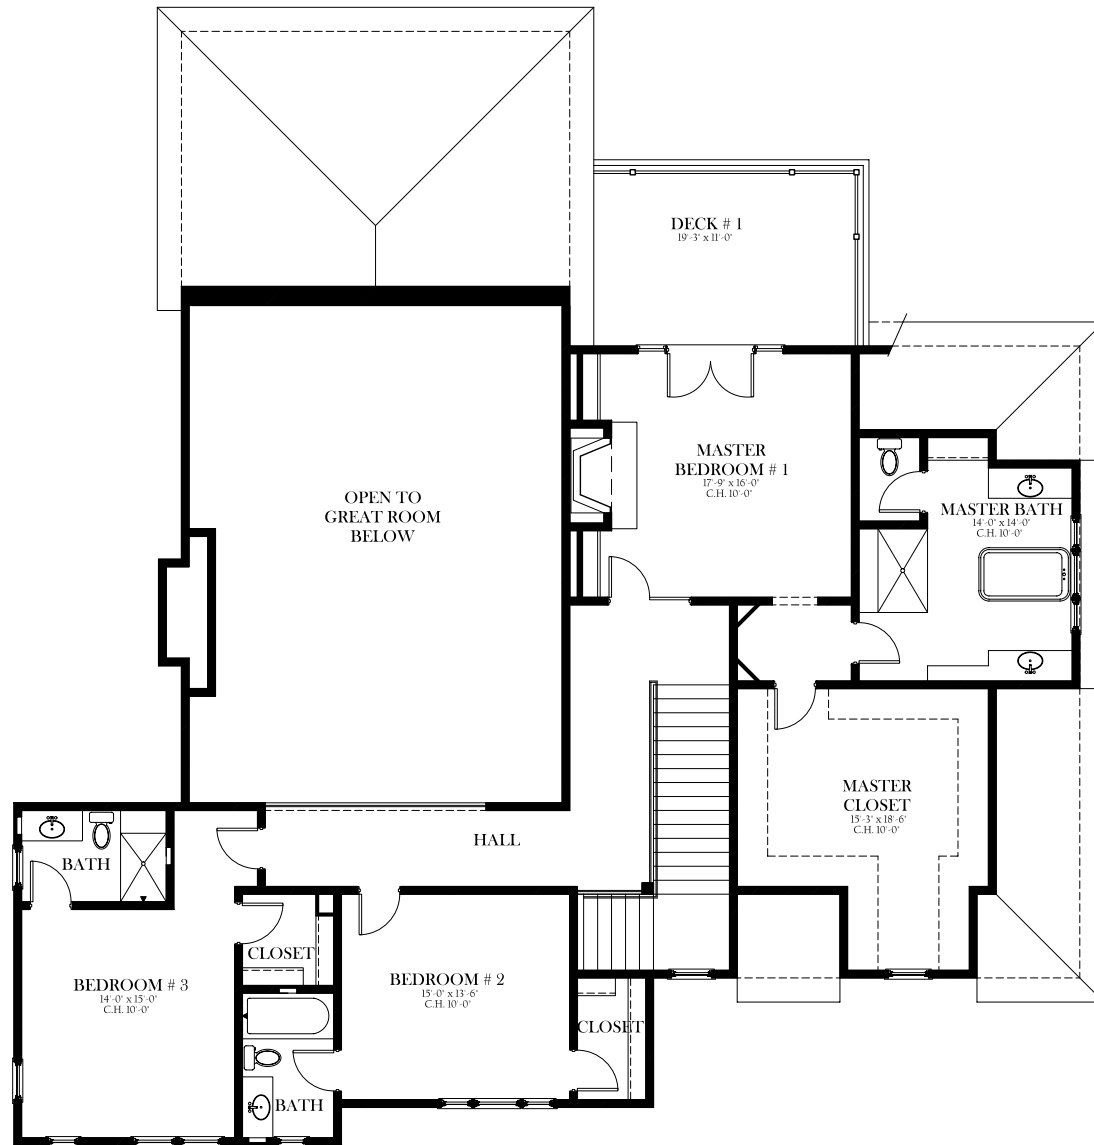 DECK # 1
19'-3" x 11'-0"
MASTER
BEDROOM # 1
17'-9" x 16'-0"
C.H. 10'-0"
OPEN TO
GREAT ROOM
BELOW
MASTER BATH
14'-0" x 14'-0"
C.H. 10'-0"
MASTER
CLOSET
15'-3" x 18'-6"
C.H. 10'-0"
HALL
BATH
CLOSET
BEDROOM # 3
14'-0" x 15'-0"
C.H. 10'-0"
BEDROOM # 2
15'-0" x 13'-6"
C.H. 10'-0"
CLOSET
BATH